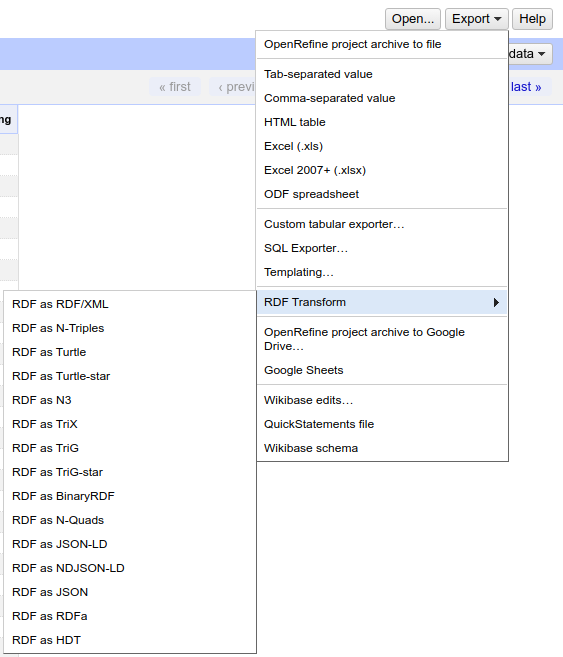 Open... Export Help
OpenRefine project archive to file
data
Tab-separated value
« first ‹ previ last »
Comma-separated value
ng
HTML table
Excel (.xls)
Excel 2007+ (.xlsx)
ODF spreadsheet
Custom tabular exporter…
SQL Exporter…
Templating…
RDF Transform
OpenRefine project archive to Google
Drive…
Google Sheets
Wikibase edits…
QuickStatements file
Wikibase schema
RDF as RDF/XML
RDF as N-Triples
RDF as Turtle
RDF as Turtle-star
RDF as N3
RDF as TriX
RDF as TriG
RDF as TriG-star
RDF as BinaryRDF
RDF as N-Quads
RDF as JSON-LD
RDF as NDJSON-LD
RDF as JSON
RDF as RDFa
RDF as HDT